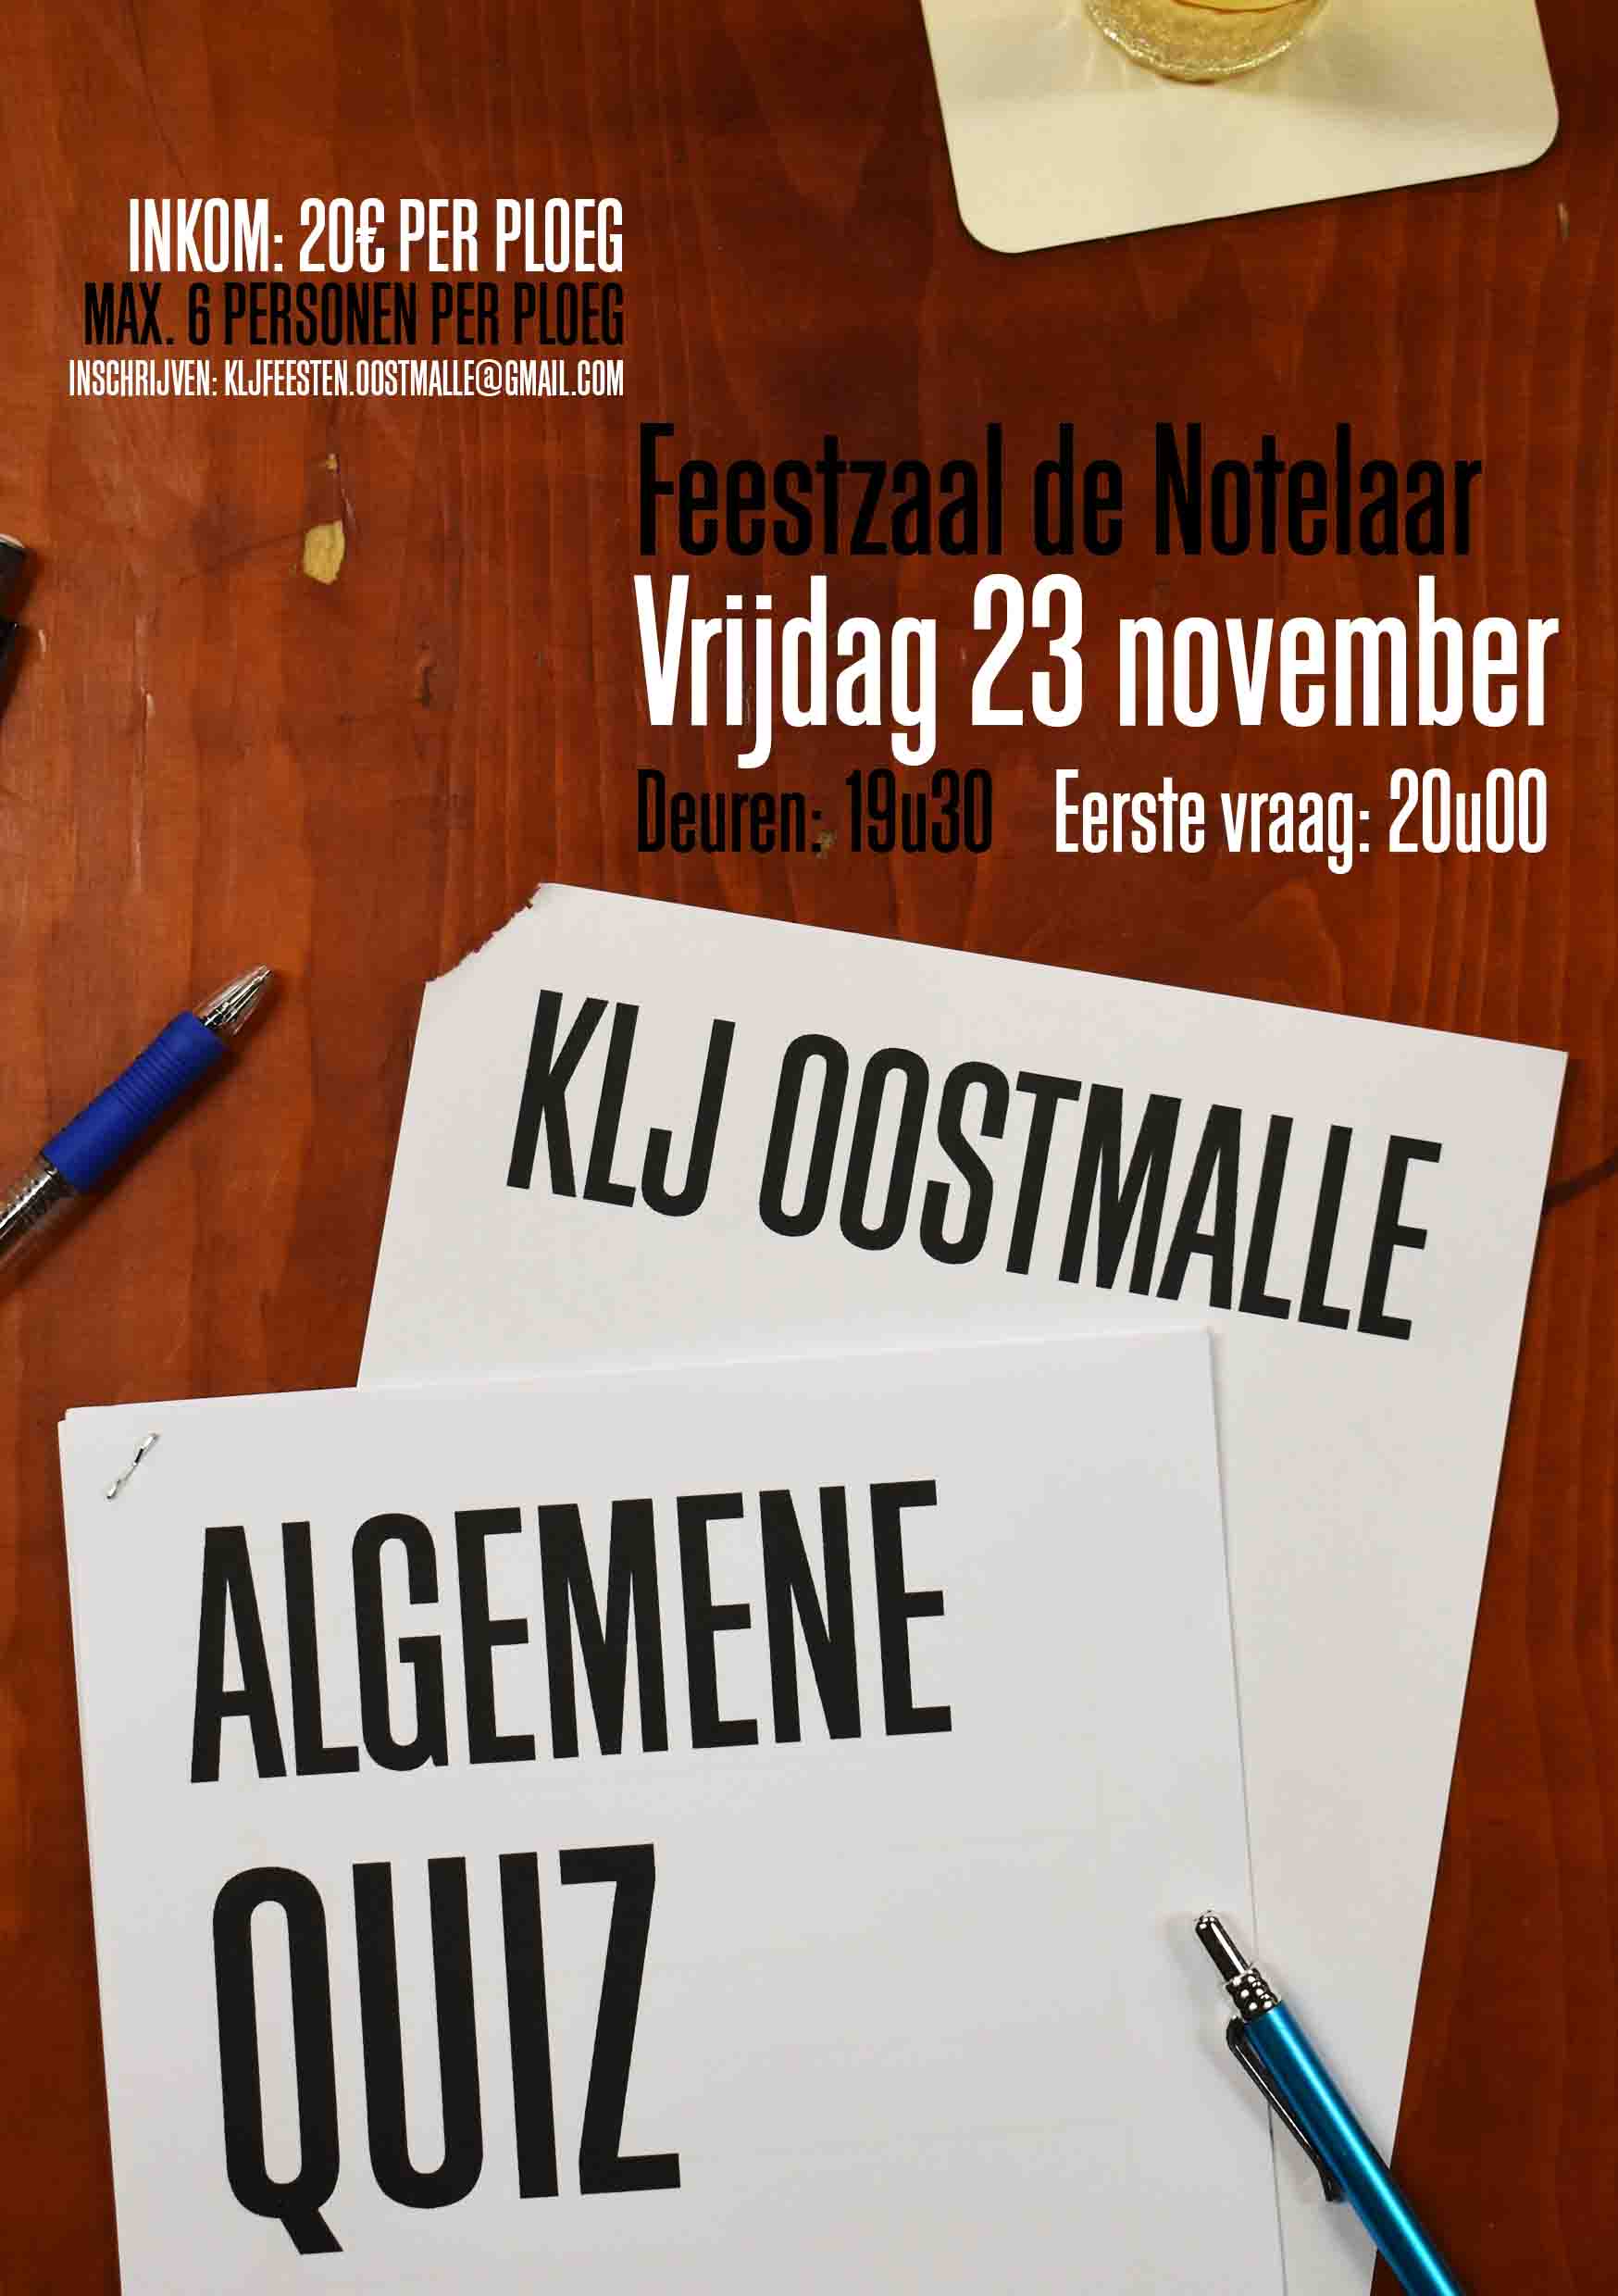 INKOM: 20€ PER PLOEG
MAX. 6 PERSONEN PER PLOEG
INSCHRIJVEN: KLJFEESTEN.OOSTMALLE@GMAIL.COM
Feestzaal de Notelaar
Vrijdag 23 november
Deuren: 19u30 Eerste vraag: 20u00
KLJ OOSTMALLE
ALGEMENE
QUIZ